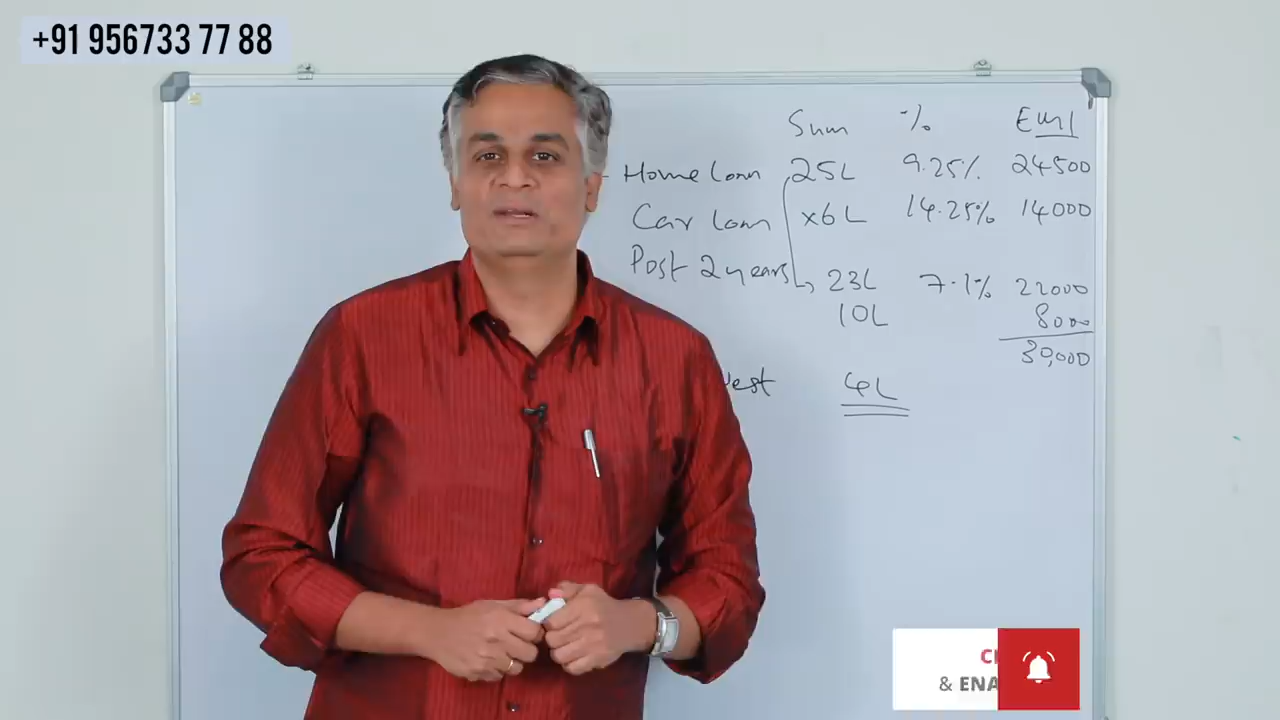 +91 956733 77 88
Sum % EMI
Home Loan 25L 9.25% 24500
Car Loan x6L 14.25% 14000
Post 2 years 23L 7.1% 22000
10L 8000
30,000
vest 4L
& ENA